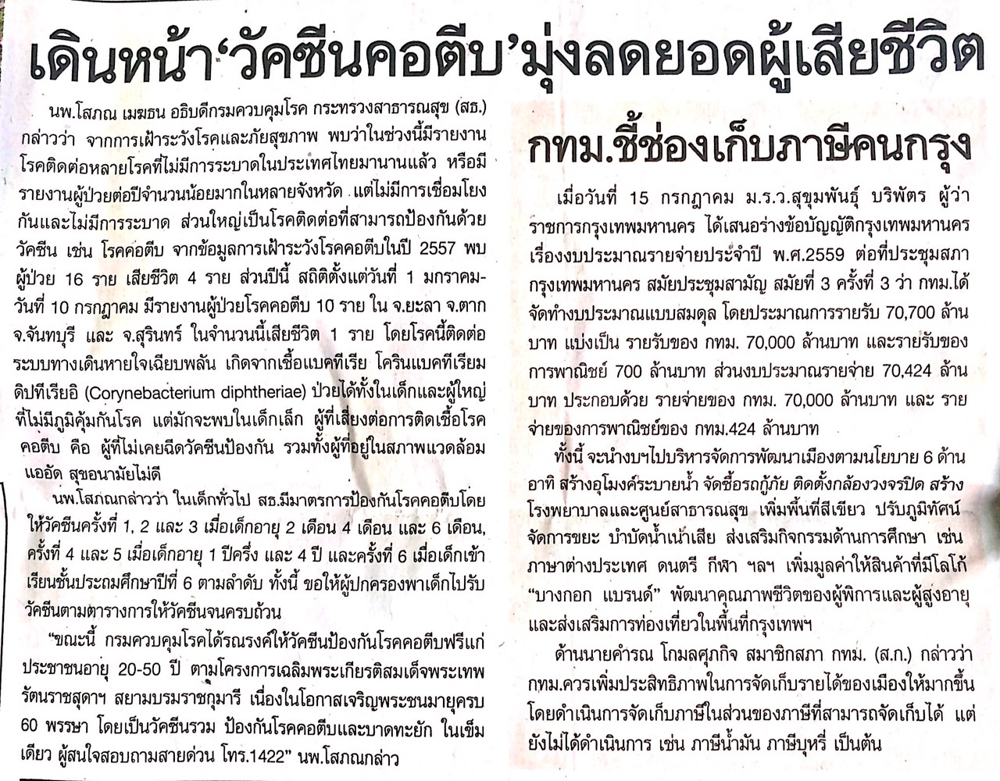 เดินหน้า‘วัคซีนคอตีบ’มุ่งลดยอดผู้เสียชีวิต
นพ.โสภณ เมฆธน อธิบดีกรมควบคุมโรค กระทรวงสาธารณสุข (สธ.)
กล่าวว่า จากการเฝ้าระวังโรคและภัยสุขภาพ พบว่าในช่วงนี้มีรายงาน
โรคติดต่อหลายโรคที่ไม่มีการระบาดในประเทศไทยมานานแล้ว หรือมี
รายงานผู้ป่วยต่อปีจำนวนน้อยมากในหลายจังหวัด แต่ไม่มีการเชื่อมโยง
กันและไม่มีการระบาด ส่วนใหญ่เป็นโรคติดต่อที่สามารถป้องกันด้วย
วัคซีน เช่น โรคคอตีบ จากข้อมูลการเฝ้าระวังโรคคอตีบในปี 2557 พบ
ผู้ป่วย 16 ราย เสียชีวิต 4 ราย ส่วนปีนี้ สถิติตั้งแต่วันที่ 1 มกราคม-
วันที่ 10 กรกฎาคม มีรายงานผู้ป่วยโรคคอตีบ 10 ราย ใน จ.ยะลา จ.ตาก
จ.จันทบุรี และ จ.สุรินทร์ ในจำนวนนี้เสียชีวิต 1 ราย โดยโรคนี้ติดต่อ
ระบบทางเดินหายใจเฉียบพลัน เกิดจากเชื้อแบคทีเรีย โครินแบคทีเรียม
ดิปทีเรียอิ (Corynebacterium diphtheriae) ป่วยได้ทั้งในเด็กและผู้ใหญ่
ที่ไม่มีภูมิคุ้มกันโรค แต่มักจะพบในเด็กเล็ก ผู้ที่เสี่ยงต่อการติดเชื้อโรค
คอตีบ คือ ผู้ที่ไม่เคยฉีดวัคซีนป้องกัน รวมทั้งผู้ที่อยู่ในสภาพแวดล้อม
แออัด สุขอนามัยไม่ดี
นพ.โสภณกล่าวว่า ในเด็กทั่วไป สธ.มีมาตรการป้องกันโรคคอตีบโดย
ให้วัคซีนครั้งที่ 1, 2 และ 3 เมื่อเด็กอายุ 2 เดือน 4 เดือน และ 6 เดือน,
ครั้งที่ 4 และ 5 เมื่อเด็กอายุ 1 ปีครึ่ง และ 4 ปี และครั้งที่ 6 เมื่อเด็กเข้า
เรียนชั้นประถมศึกษาปีที่ 6 ตามลำดับ ทั้งนี้ ขอให้ผู้ปกครองพาเด็กไปรับ
วัคซีนตามตารางการให้วัคซีนจนครบถ้วน
“ขณะนี้ กรมควบคุมโรคได้รณรงค์ให้วัคซีนป้องกันโรคคอตีบฟรีแก่
ประชาชนอายุ 20-50 ปี ตามโครงการเฉลิมพระเกียรติสมเด็จพระเทพ
รัตนราชสุดาฯ สยามบรมราชกุมารี เนื่องในโอกาสเจริญพระชนมายุครบ
60 พรรษา โดยเป็นวัคซีนรวม ป้องกันโรคคอตีบและบาดทะยัก ในเข็ม
เดียว ผู้สนใจสอบถามสายด่วน โทร.1422” นพ.โสภณกล่าว
กทม.ชี้ช่องเก็บภาษีคนกรุง
เมื่อวันที่ 15 กรกฎาคม ม.ร.ว.สุขุมพันธุ์ บริพัตร ผู้ว่า
ราชการกรุงเทพมหานคร ได้เสนอร่างข้อบัญญัติกรุงเทพมหานคร
เรื่องงบประมาณรายจ่ายประจำปี พ.ศ.2559 ต่อที่ประชุมสภา
กรุงเทพมหานคร สมัยประชุมสามัญ สมัยที่ 3 ครั้งที่ 3 ว่า กทม.ได้
จัดทำงบประมาณแบบสมดุล โดยประมาณการรายรับ 70,700 ล้าน
บาท แบ่งเป็น รายรับของ กทม. 70,000 ล้านบาท และรายรับของ
การพาณิชย์ 700 ล้านบาท ส่วนงบประมาณรายจ่าย 70,424 ล้าน
บาท ประกอบด้วย รายจ่ายของ กทม. 70,000 ล้านบาท และ ราย
จ่ายของการพาณิชย์ของ กทม.424 ล้านบาท
ทั้งนี้ จะนำงบฯไปบริหารจัดการพัฒนาเมืองตามนโยบาย 6 ด้าน
อาทิ สร้างอุโมงค์ระบายน้ำ จัดซื้อรถกู้ภัย ติดตั้งกล้องวงจรปิด สร้าง
โรงพยาบาลและศูนย์สาธารณสุข เพิ่มพื้นที่สีเขียว ปรับภูมิทัศน์
จัดการขยะ บำบัดน้ำเน่าเสีย ส่งเสริมกิจกรรมด้านการศึกษา เช่น
ภาษาต่างประเทศ ดนตรี กีฬา ฯลฯ เพิ่มมูลค่าให้สินค้าที่มีโลโก้
“บางกอก แบรนด์” พัฒนาคุณภาพชีวิตของผู้พิการและผู้สูงอายุ
และส่งเสริมการท่องเที่ยวในพื้นที่กรุงเทพฯ
ด้านนายคำรณ โกมลศุภกิจ สมาชิกสภา กทม. (ส.ก.) กล่าวว่า
กทม.ควรเพิ่มประสิทธิภาพในการจัดเก็บรายได้ของเมืองให้มากขึ้น
โดยดำเนินการจัดเก็บภาษีในส่วนของภาษีที่สามารถจัดเก็บได้ แต่
ยังไม่ได้ดำเนินการ เช่น ภาษีน้ำมัน ภาษีบุหรี่ เป็นต้น